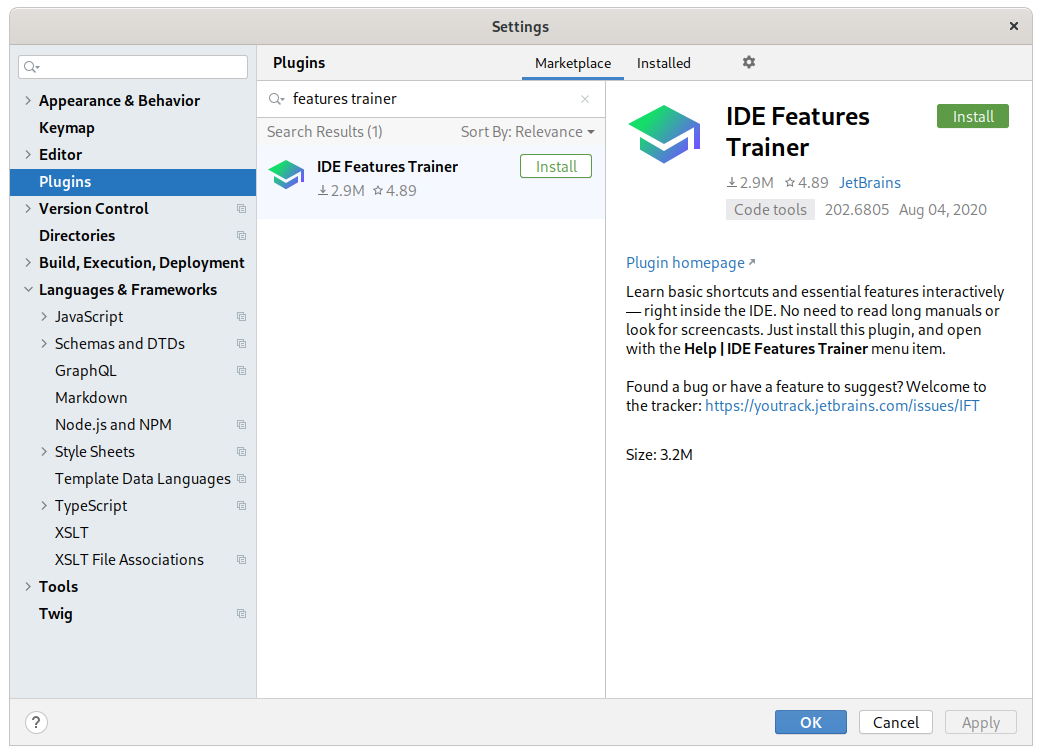 Settings
Plugins
Marketplace
Installed
Appearance & Behavior
Keymap
Editor
Plugins
Version Control
Directories
Build, Execution, Deployment
Languages & Frameworks
JavaScript
Schemas and DTDs
GraphQL
Markdown
Node.js and NPM
Style Sheets
Template Data Languages
TypeScript
XSLT
XSLT File Associations
Tools
Twig
features trainer
Search Results (1)
Sort By: Relevance
IDE Features Trainer
Install
2.9M 4.89
IDE Features
Trainer
Install
2.9M 4.89 JetBrains
Code tools 202.6805 Aug 04, 2020
Plugin homepage
Learn basic shortcuts and essential features interactively
— right inside the IDE. No need to read long manuals or
look for screencasts. Just install this plugin, and open
with the Help | IDE Features Trainer menu item.
Found a bug or have a feature to suggest? Welcome to
the tracker: https://youtrack.jetbrains.com/issues/IFT
Size: 3.2M
?
OK
Cancel
Apply